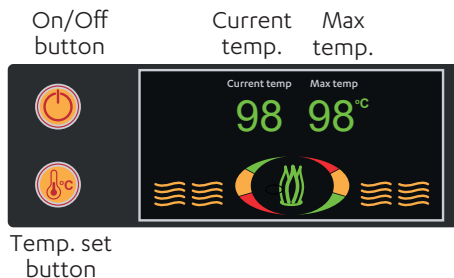 On/Off
button
Current
temp.
Max
temp.
Current temp
Max temp
98
98°C
°C
Temp. set
button